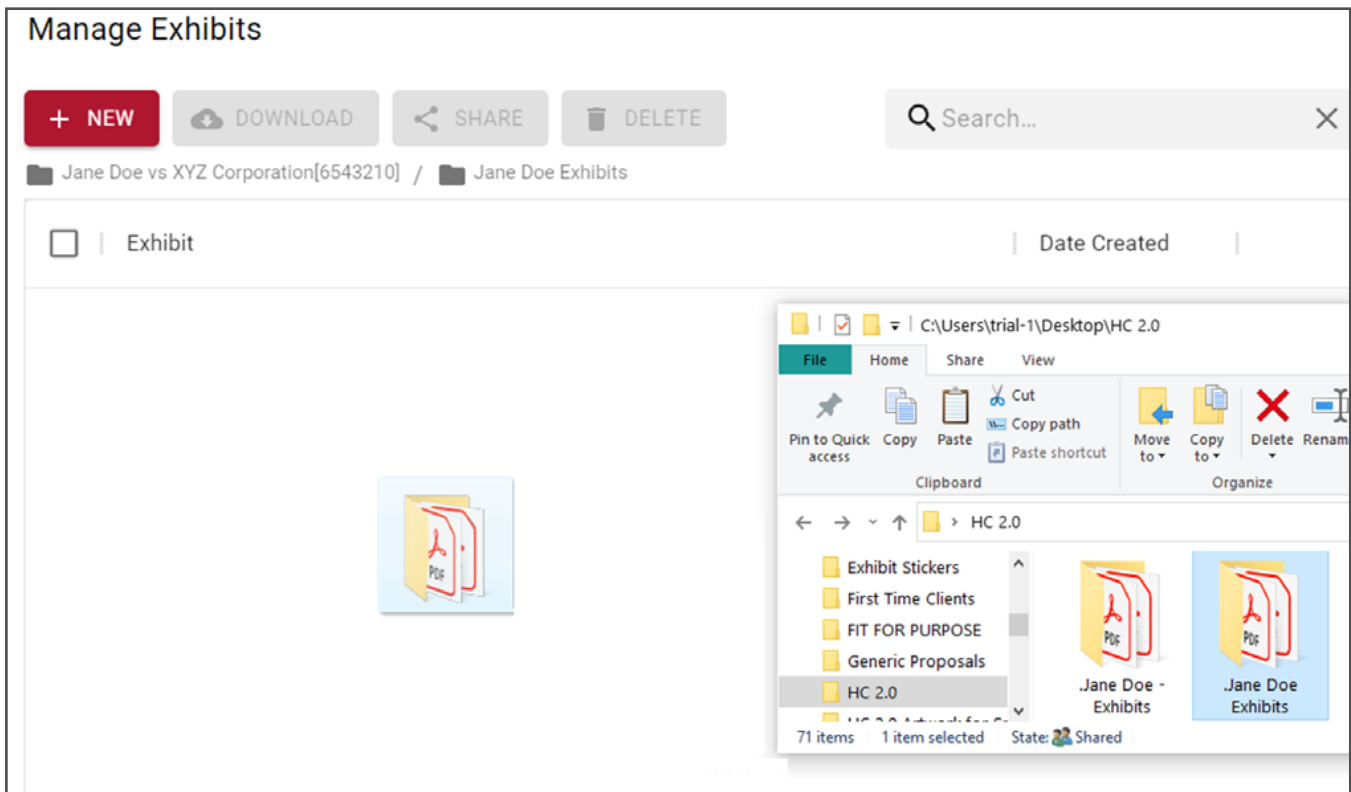 Manage Exhibits
+ NEW DOWNLOAD SHARE DELETE Search... ×
Jane Doe vs XYZ Corporation[6543210] / Jane Doe Exhibits
Exhibit Date Created
C:\Users\trial-1\Desktop\HC 2.0
File Home Share View
Pin to Quick access
Copy
Paste
Cut
Copy path
Paste shortcut
Move to
Copy to
Delete
Renam
Clipboard Organize
HC 2.0
Exhibit Stickers
First Time Clients
FIT FOR PURPOSE
Generic Proposals
HC 2.0
PDF
PDF
PDF
.Jane Doe -
Exhibits
.Jane Doe
Exhibits
71 items 1 item selected State: Shared